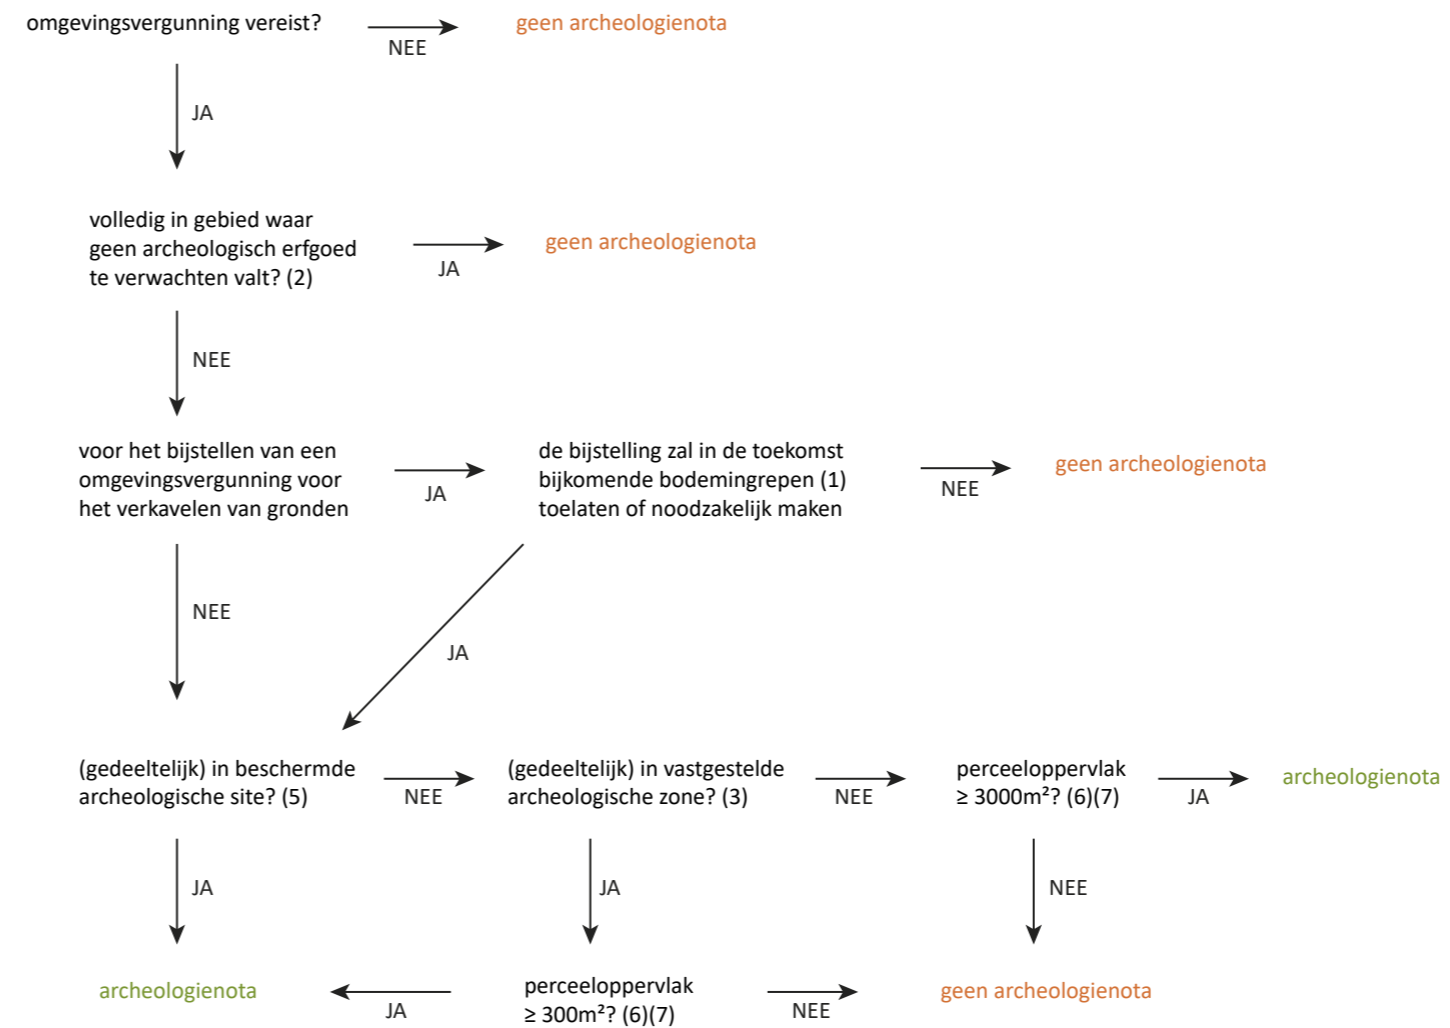 omgevingsvergunning vereist?
NEE
geen archeologienota
JA
volledig in gebied waar
geen archeologisch erfgoed
te verwachten valt? (2)
JA
geen archeologienota
NEE
voor het bijstellen van een
omgevingsvergunning voor
het verkavelen van gronden
JA
de bijstelling zal in de toekomst
bijkomende bodemingrepen (1)
toelaten of noodzakelijk maken
NEE
geen archeologienota
NEE
JA
(gedeeltelijk) in beschermde
archeologische site? (5)
NEE
(gedeeltelijk) in vastgestelde
archeologische zone? (3)
NEE
perceeloppervlak
≥ 3000m²? (6)(7)
JA
archeologienota
JA
JA
NEE
archeologienota
JA
perceeloppervlak
≥ 300m²? (6)(7)
NEE
geen archeologienota